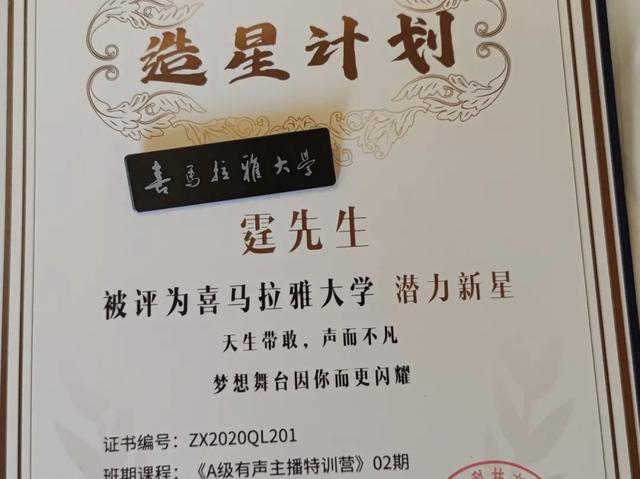 造星计划
喜马拉雅大学
霆先生
被评为喜马拉雅大学 潜力新星
天生带敢，声而不凡
梦想舞台因你而更闪耀
证书编号：ZX2020QL201
班期课程：《A级有声主播特训营》02期
科技